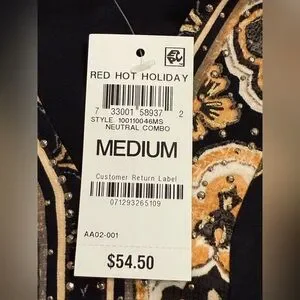 RED HOT HOLIDAY
7 33001 58937 2
STYLE 100110046MS
NEUTRAL COMBO
MEDIUM
Customer Return Label
071293265109
AA02-001
$54.50